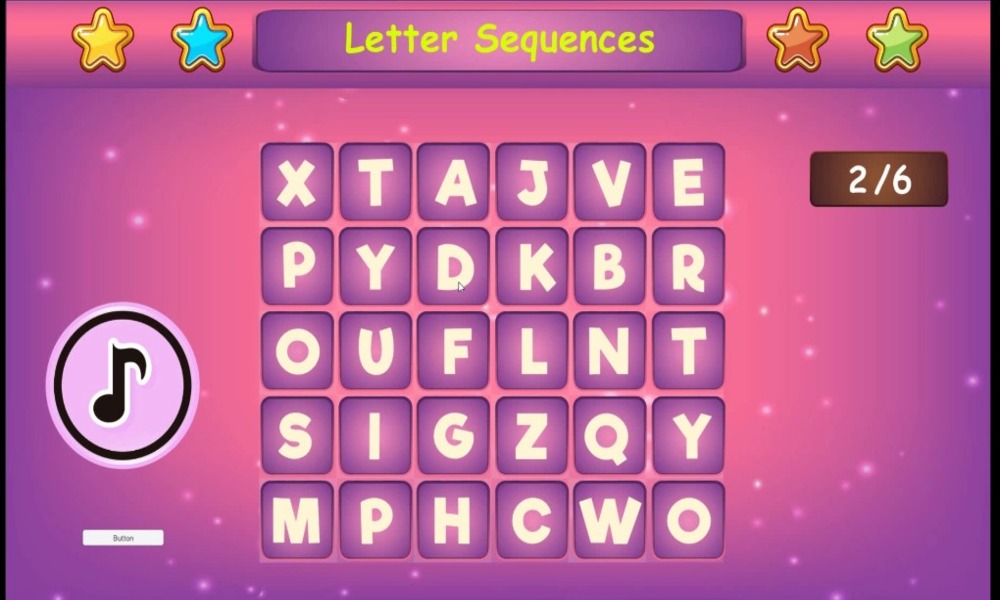 Letter Sequences
2/6
X T A J V E
P Y D K B R
O U F L N T
S I G Z Q Y
M P H C W O
Button